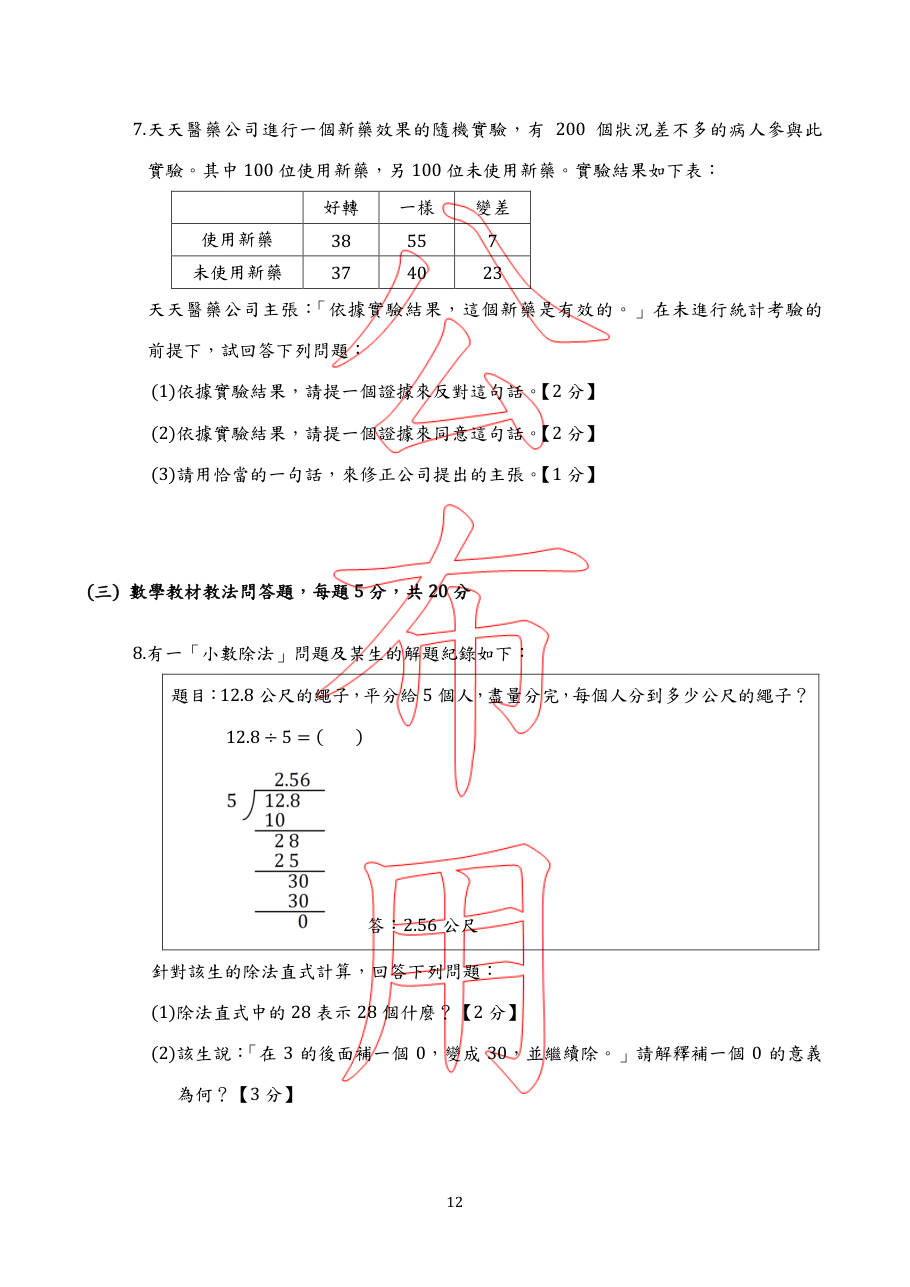 7.天天醫藥公司進行一個新藥效果的隨機實驗，有 200 個狀況差不多的病人參與此
實驗。其中 100 位使用新藥，另 100 位未使用新藥。實驗結果如下表：
好轉 一樣 變差
使用新藥 38 55 7
未使用新藥 37 40 23
天天醫藥公司主張：「依據實驗結果，這個新藥是有效的。」在未進行統計考驗的
前提下，試回答下列問題：
(1)依據實驗結果，請提一個證據來反對這句話。【2 分】
(2)依據實驗結果，請提一個證據來同意這句話。【2 分】
(3)請用恰當的一句話，來修正公司提出的主張。【1 分】
(三) 數學教材教法問答題，每題 5 分，共 20 分
8.有一「小數除法」問題及某生的解題紀錄如下：
題目：12.8 公尺的繩子，平分給 5 個人，盡量分完，每個人分到多少公尺的繩子？
12.8 ÷ 5 = ( )
2.56
5 12.8
10
2 8
2 5
30
30
0
答：2.56 公尺
針對該生的除法直式計算，回答下列問題：
(1)除法直式中的 28 表示 28 個什麼？【2 分】
(2)該生說：「在 3 的後面補一個 0，變成 30，並繼續除。」請解釋補一個 0 的意義
為何？【3 分】
12
公布用